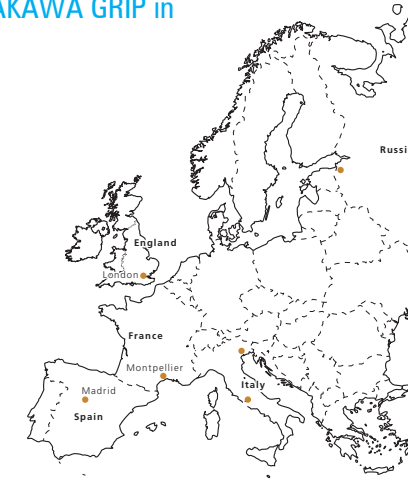 AKAWA GRIP in
Russi
England
London
France
Montpellier
Italy
Madrid
Spain